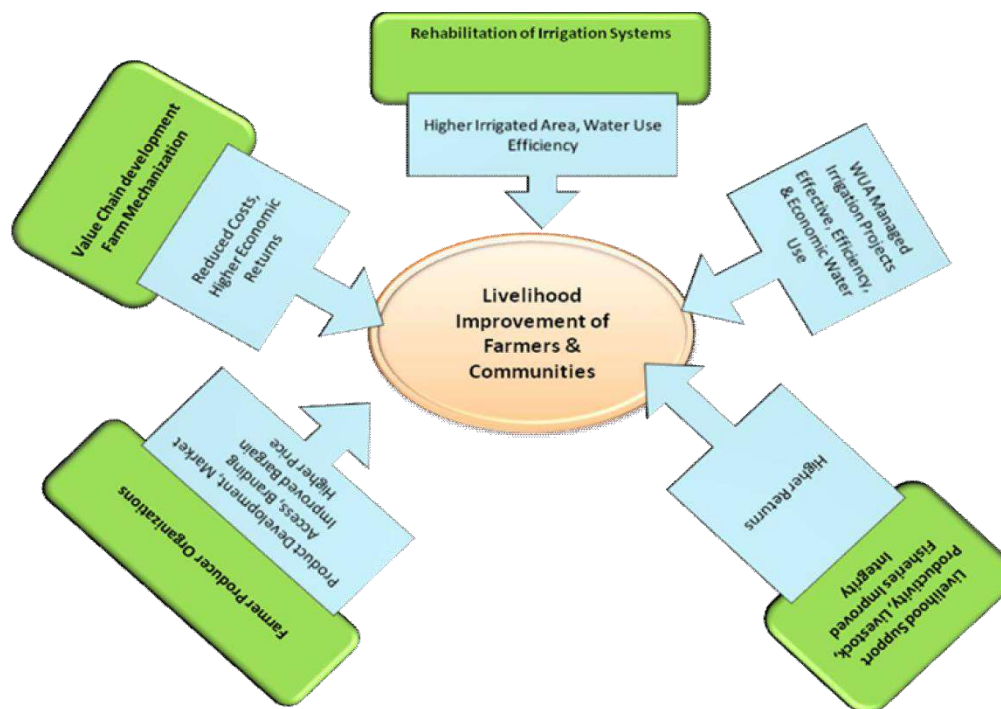 Rehabilitation of Irrigation Systems
Higher Irrigated Area, Water Use
Efficiency
Value Chain development
Farm Mechanization
Reduced Costs,
Higher Economic
Returns
WUA Managed
Irrigation Projects
Effective, Efficiency,
& Economic Water
Use
Livelihood
Improvement of
Farmers &
Communities
Product Development, Market
Access, Branding
Improved Bargain
Higher Price
Farmer Producer Organizations
Higher Returns
Livelihood Support
Productivity, Livestock,
Fisheries Improved
Integrity